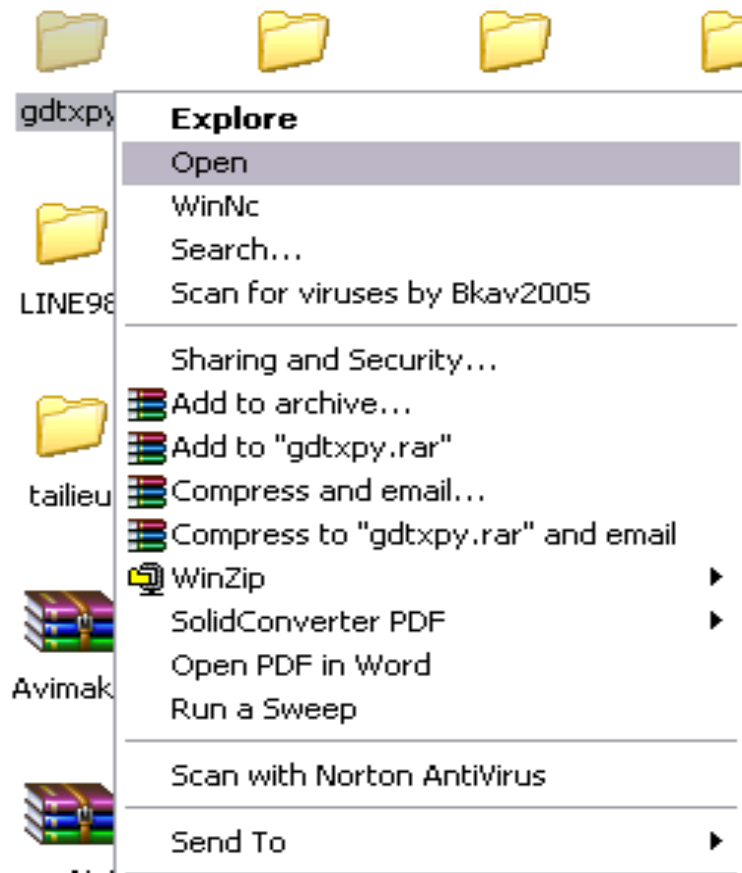 gdtxpy
Explore
Open
WinNc
Search...
Scan for viruses by Bkav2005
LINE98
Sharing and Security...
Add to archive...
Add to "gdtxpy.rar"
Compress and email...
tailieu
Compress to "gdtxpy.rar" and email
WinZip
SolidConverter PDF
Open PDF in Word
Avimak
Run a Sweep
Scan with Norton AntiVirus
Send To